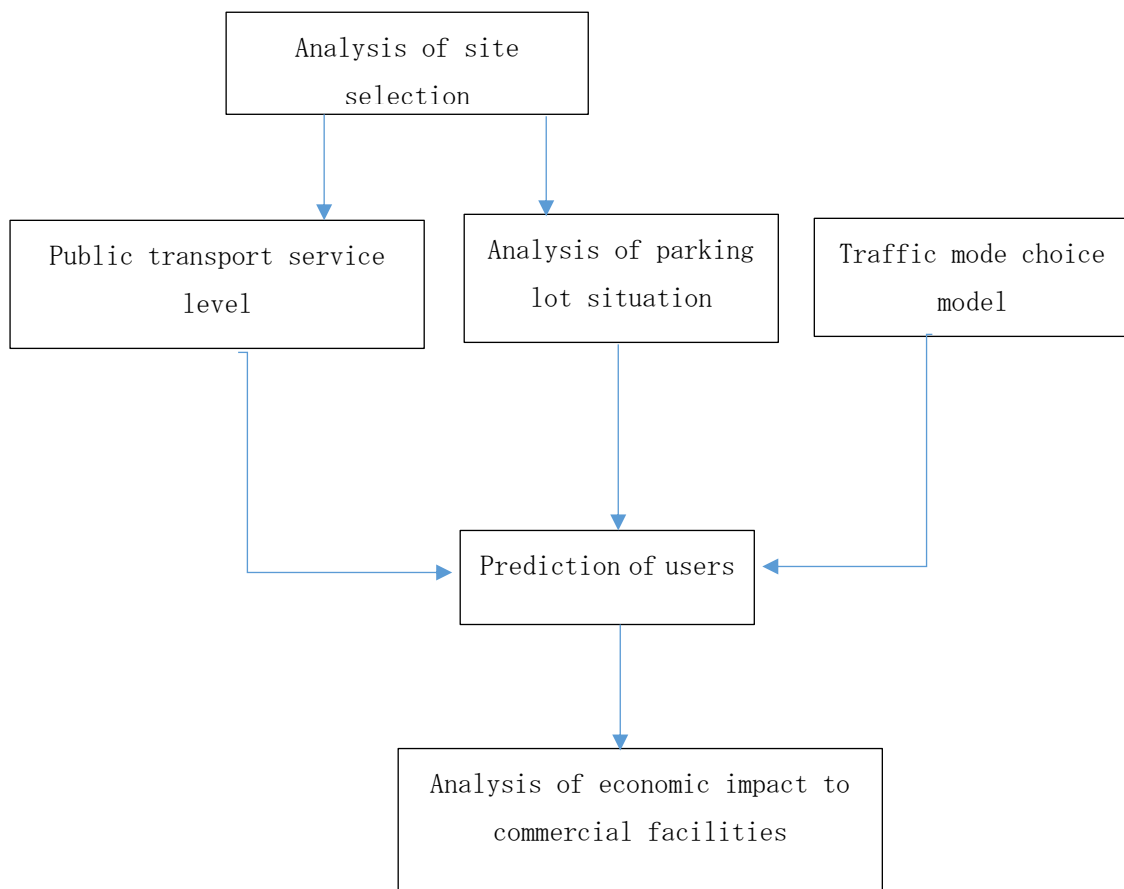 Analysis of site
selection
Public transport service
level
Analysis of parking
lot situation
Traffic mode choice
model
Prediction of users
Analysis of economic impact to
commercial facilities